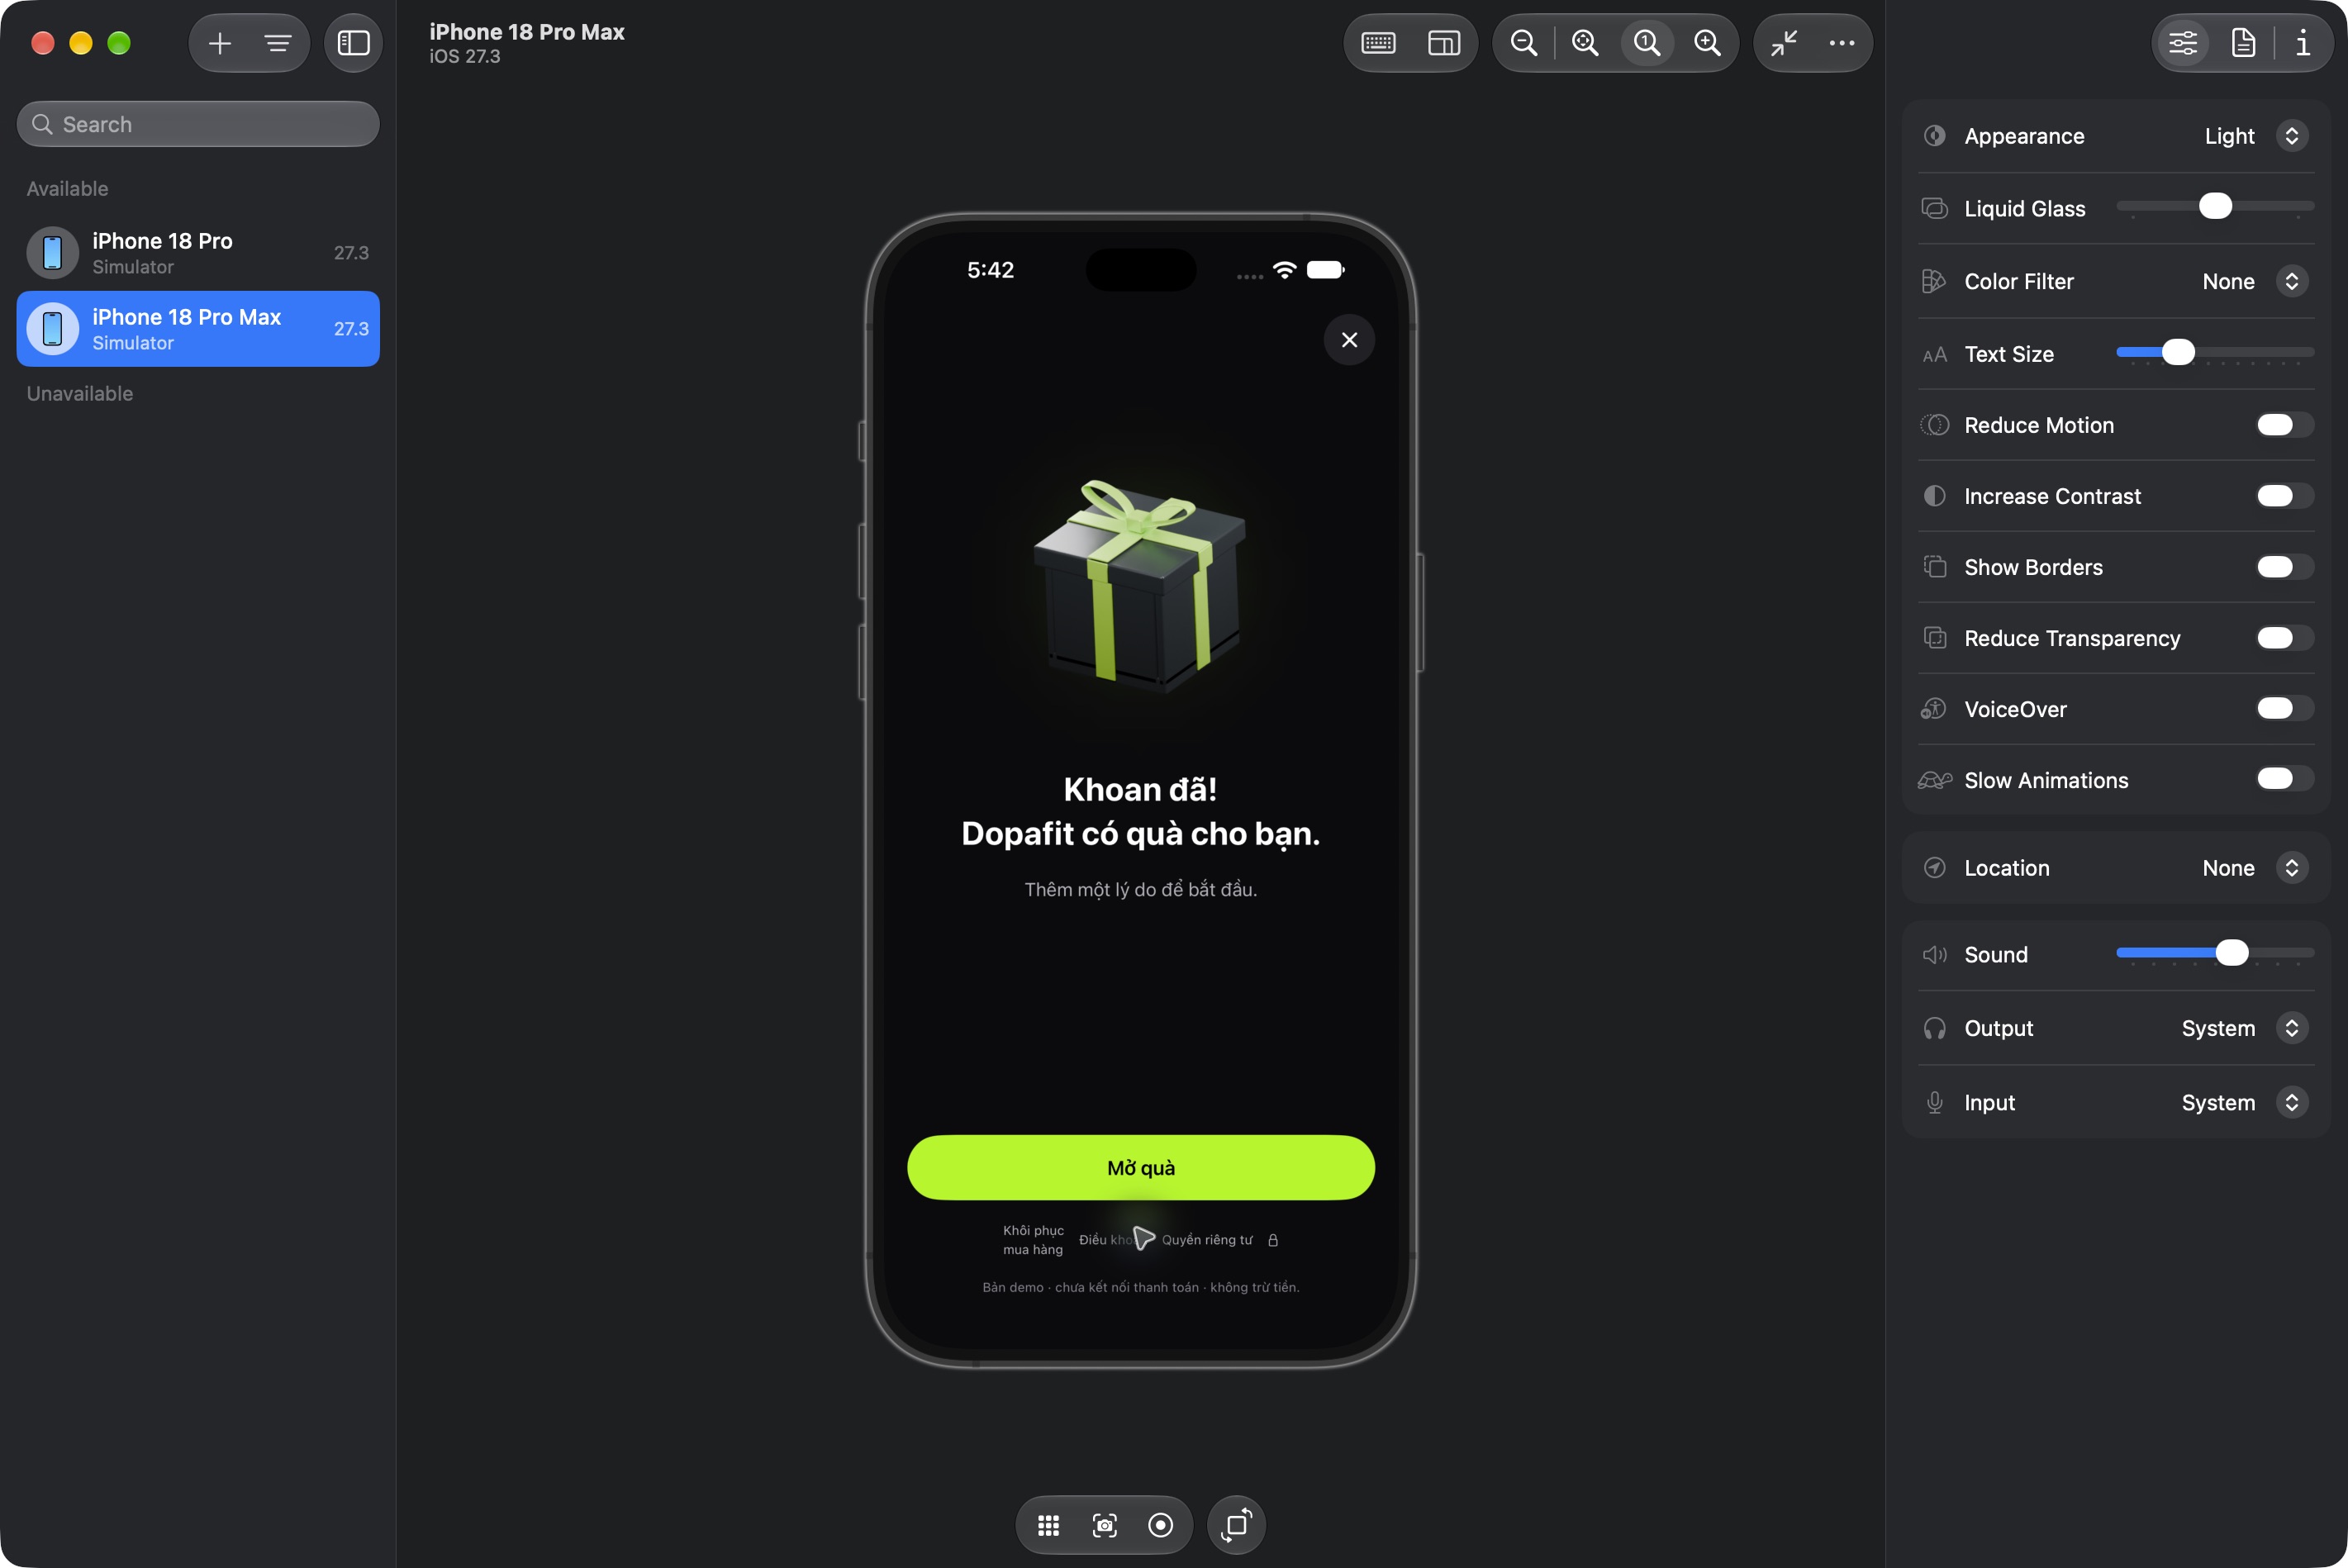 iPhone 18 Pro Max
iOS 27.3
Search
Available
iPhone 18 Pro
Simulator
27.3
iPhone 18 Pro Max
Simulator
27.3
Unavailable
5:42
Khoan đã!
Dopafit có quà cho bạn.
Thêm một lý do để bắt đầu.
Mở quà
Khôi phục
mua hàng
Điều
Quyền riêng tư
Bản demo · chưa kết nối thanh toán · không trừ tiền.
Appearance
Light
Liquid Glass
Color Filter
None
AA
Text Size
Reduce Motion
Increase Contrast
Show Borders
Reduce Transparency
VoiceOver
Slow Animations
Location
None
Sound
Output
System
Input
System